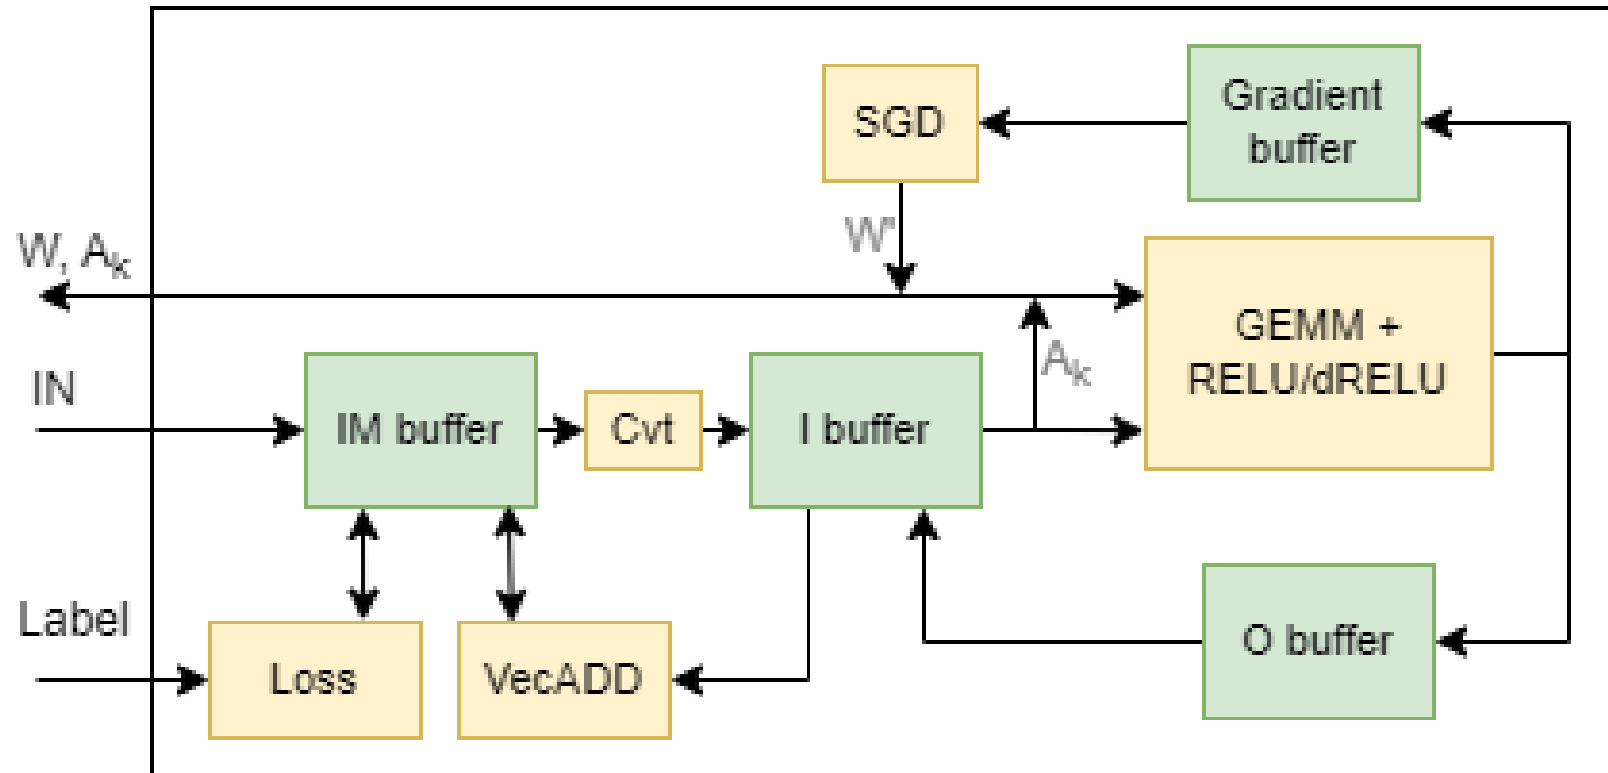 SGD
Gradient
buffer
W'
W, Aₖ
GEMM +
RELU/dRELU
Aₖ
IN
IM buffer
Cvt
I buffer
Label
Loss
VecADD
O buffer